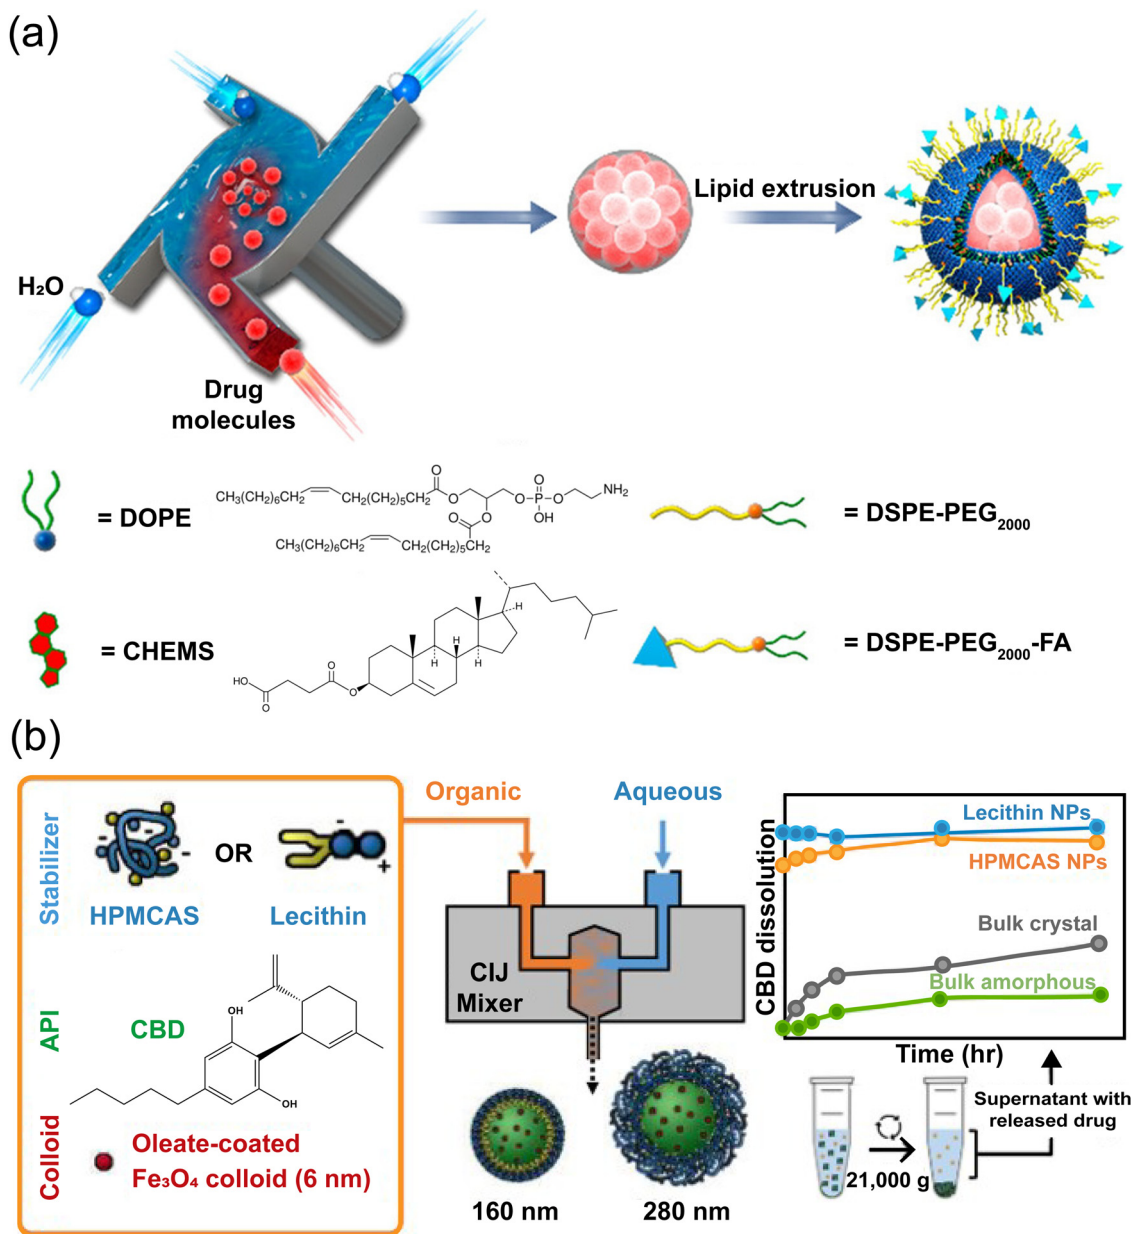 (a)
H₂O
Drug
molecules
Lipid extrusion
= DOPE
CH₃(CH₂)₆CH₂
CH₂(CH₂)₅CH₂
O
O
O
P
O
OH
O
NH₂
O
O
CH₃(CH₂)₆CH₂
CH₂(CH₂)₅CH₂
= DSPE-PEG₂₀₀₀
= CHEMS
HO
O
O
O
H
H
H
H
= DSPE-PEG₂₀₀₀-FA
(b)
Stabilizer
HPMCAS
OR
Lecithin
- 
-
-
-
+
API
CBD
OH
OH
Colloid
Oleate-coated
Fe₃O₄ colloid (6 nm)
Organic
Aqueous
CIJ
Mixer
160 nm
280 nm
CBD dissolution
Lecithin NPs
HPMCAS NPs
Bulk crystal
Bulk amorphous
Time (hr)
21,000 g
Supernatant with
released drug